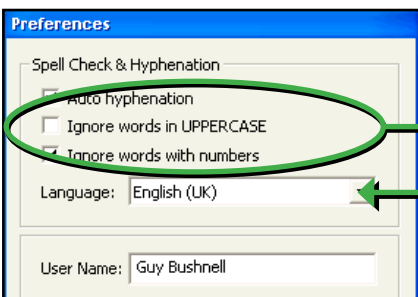 Preferences
Spell Check & Hyphenation
Auto hyphenation
Ignore words in UPPERCASE
Ignore words with numbers
Language: English (UK)
User Name: Guy Bushnell